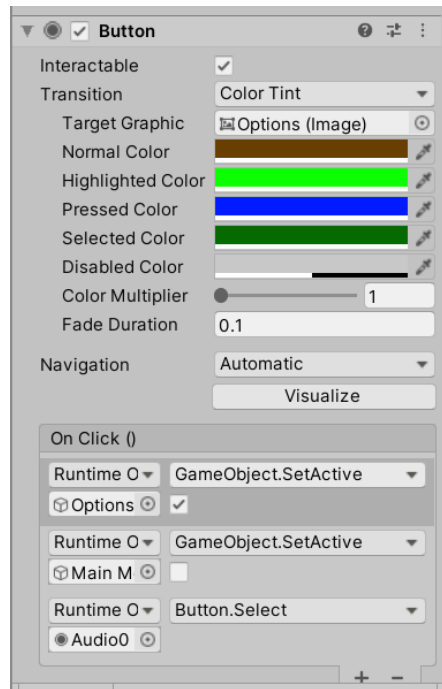 Button
Interactable
Transition Color Tint
Target Graphic Options (Image)
Normal Color
Highlighted Color
Pressed Color
Selected Color
Disabled Color
Color Multiplier 1
Fade Duration 0.1
Navigation Automatic
Visualize
On Click ()
Runtime O GameObject.SetActive
Options
Runtime O GameObject.SetActive
Main M
Runtime O Button.Select
Audio0
+ −